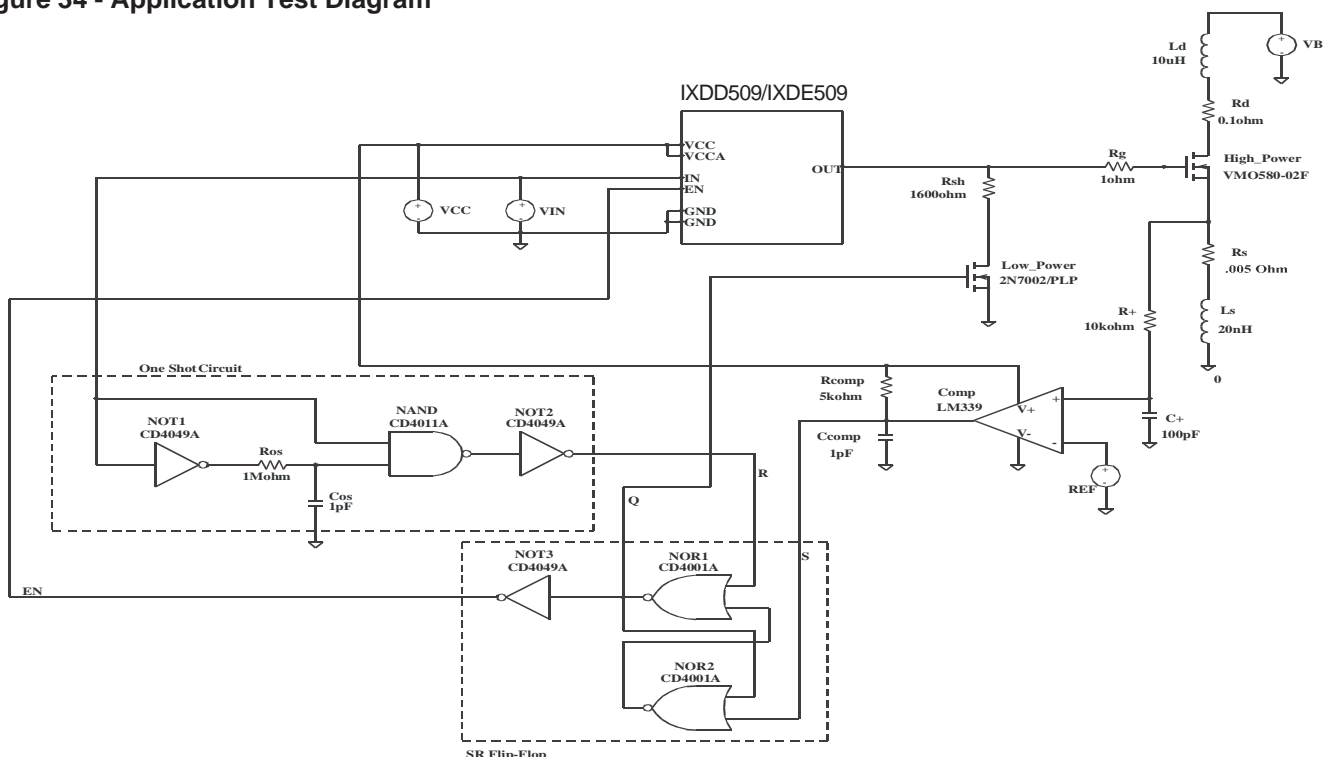 gure 34 - Application Test Diagram
Ld
10uH
+
-
VB
Rd
0.1ohm
IXDD509/IXDE509
VCC
VCCA
IN
EN
GND
GND
OUT
Rg
1ohm
High_Power
VMO580-02F
Rsh
1600ohm
+
-
VCC
+
-
VIN
Low_Power
2N7002/PLP
Rs
.005 Ohm
R+
10kohm
Ls
20nH
0
One Shot Circuit
Rcomp
5kohm
Comp
LM339
V+
V-
+
-
C+
100pF
Ccomp
1pF
+
-
REF
NOT1
CD4049A
NAND
CD4011A
NOT2
CD4049A
Ros
1Mohm
Cos
1pF
R
Q
S
NOT3
CD4049A
NOR1
CD4001A
EN
NOR2
CD4001A
SR Flip-Flop